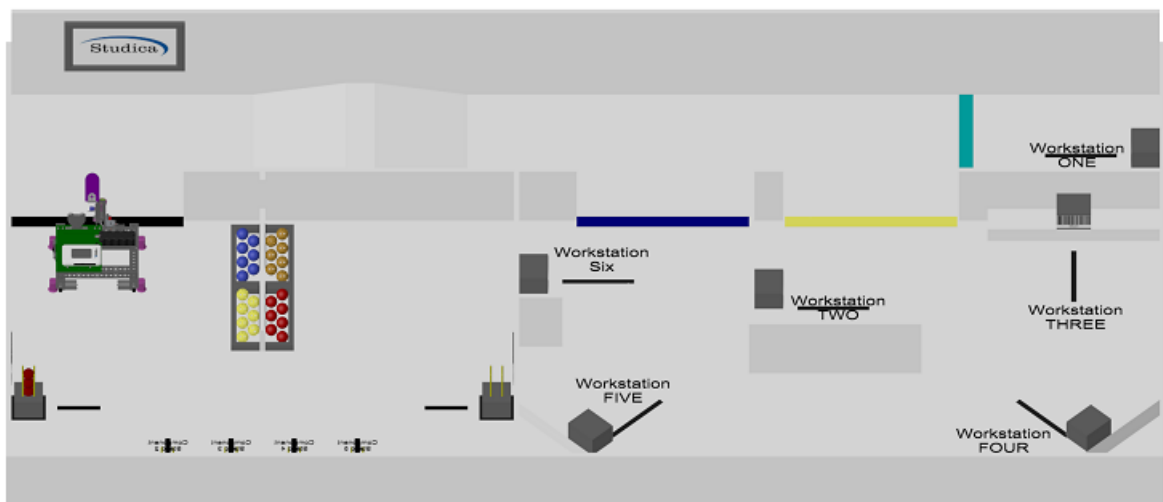 Studica
Workstation
ONE
Workstation
Six
Workstation
TWO
Workstation
THREE
Workstation
FIVE
Workstation
FOUR